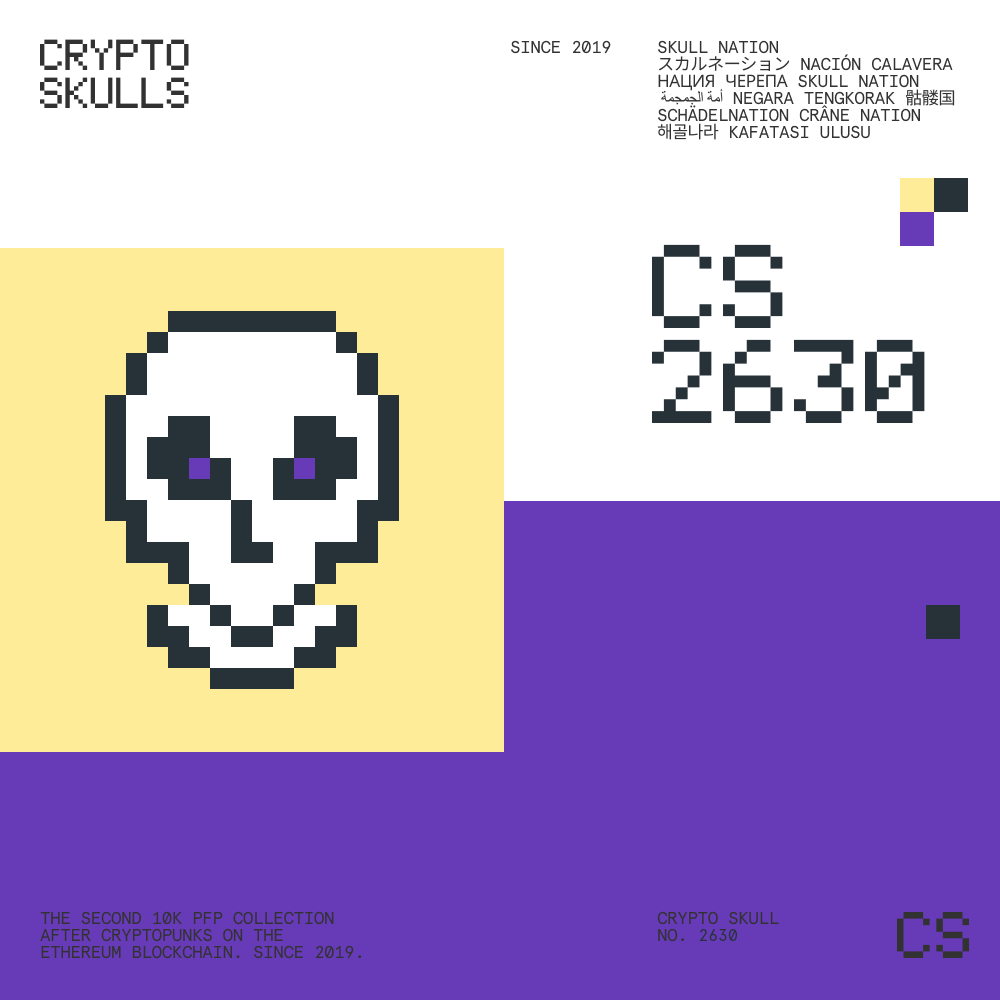 CRYPTO
SKULLS
SINCE 2019
SKULL NATION
スカルネーション NACIÓN CALAVERA
НАЦИЯ ЧЕРЕПА SKULL NATION
أمة الجمجمة NEGARA TENGKORAK 骷髅国
SCHÄDELNATION CRÂNE NATION
해골나라 KAFATASI ULUSU
CS
2630
THE SECOND 10K PFP COLLECTION
AFTER CRYPTOPUNKS ON THE
ETHEREUM BLOCKCHAIN. SINCE 2019.
CRYPTO SKULL
NO. 2630
CS